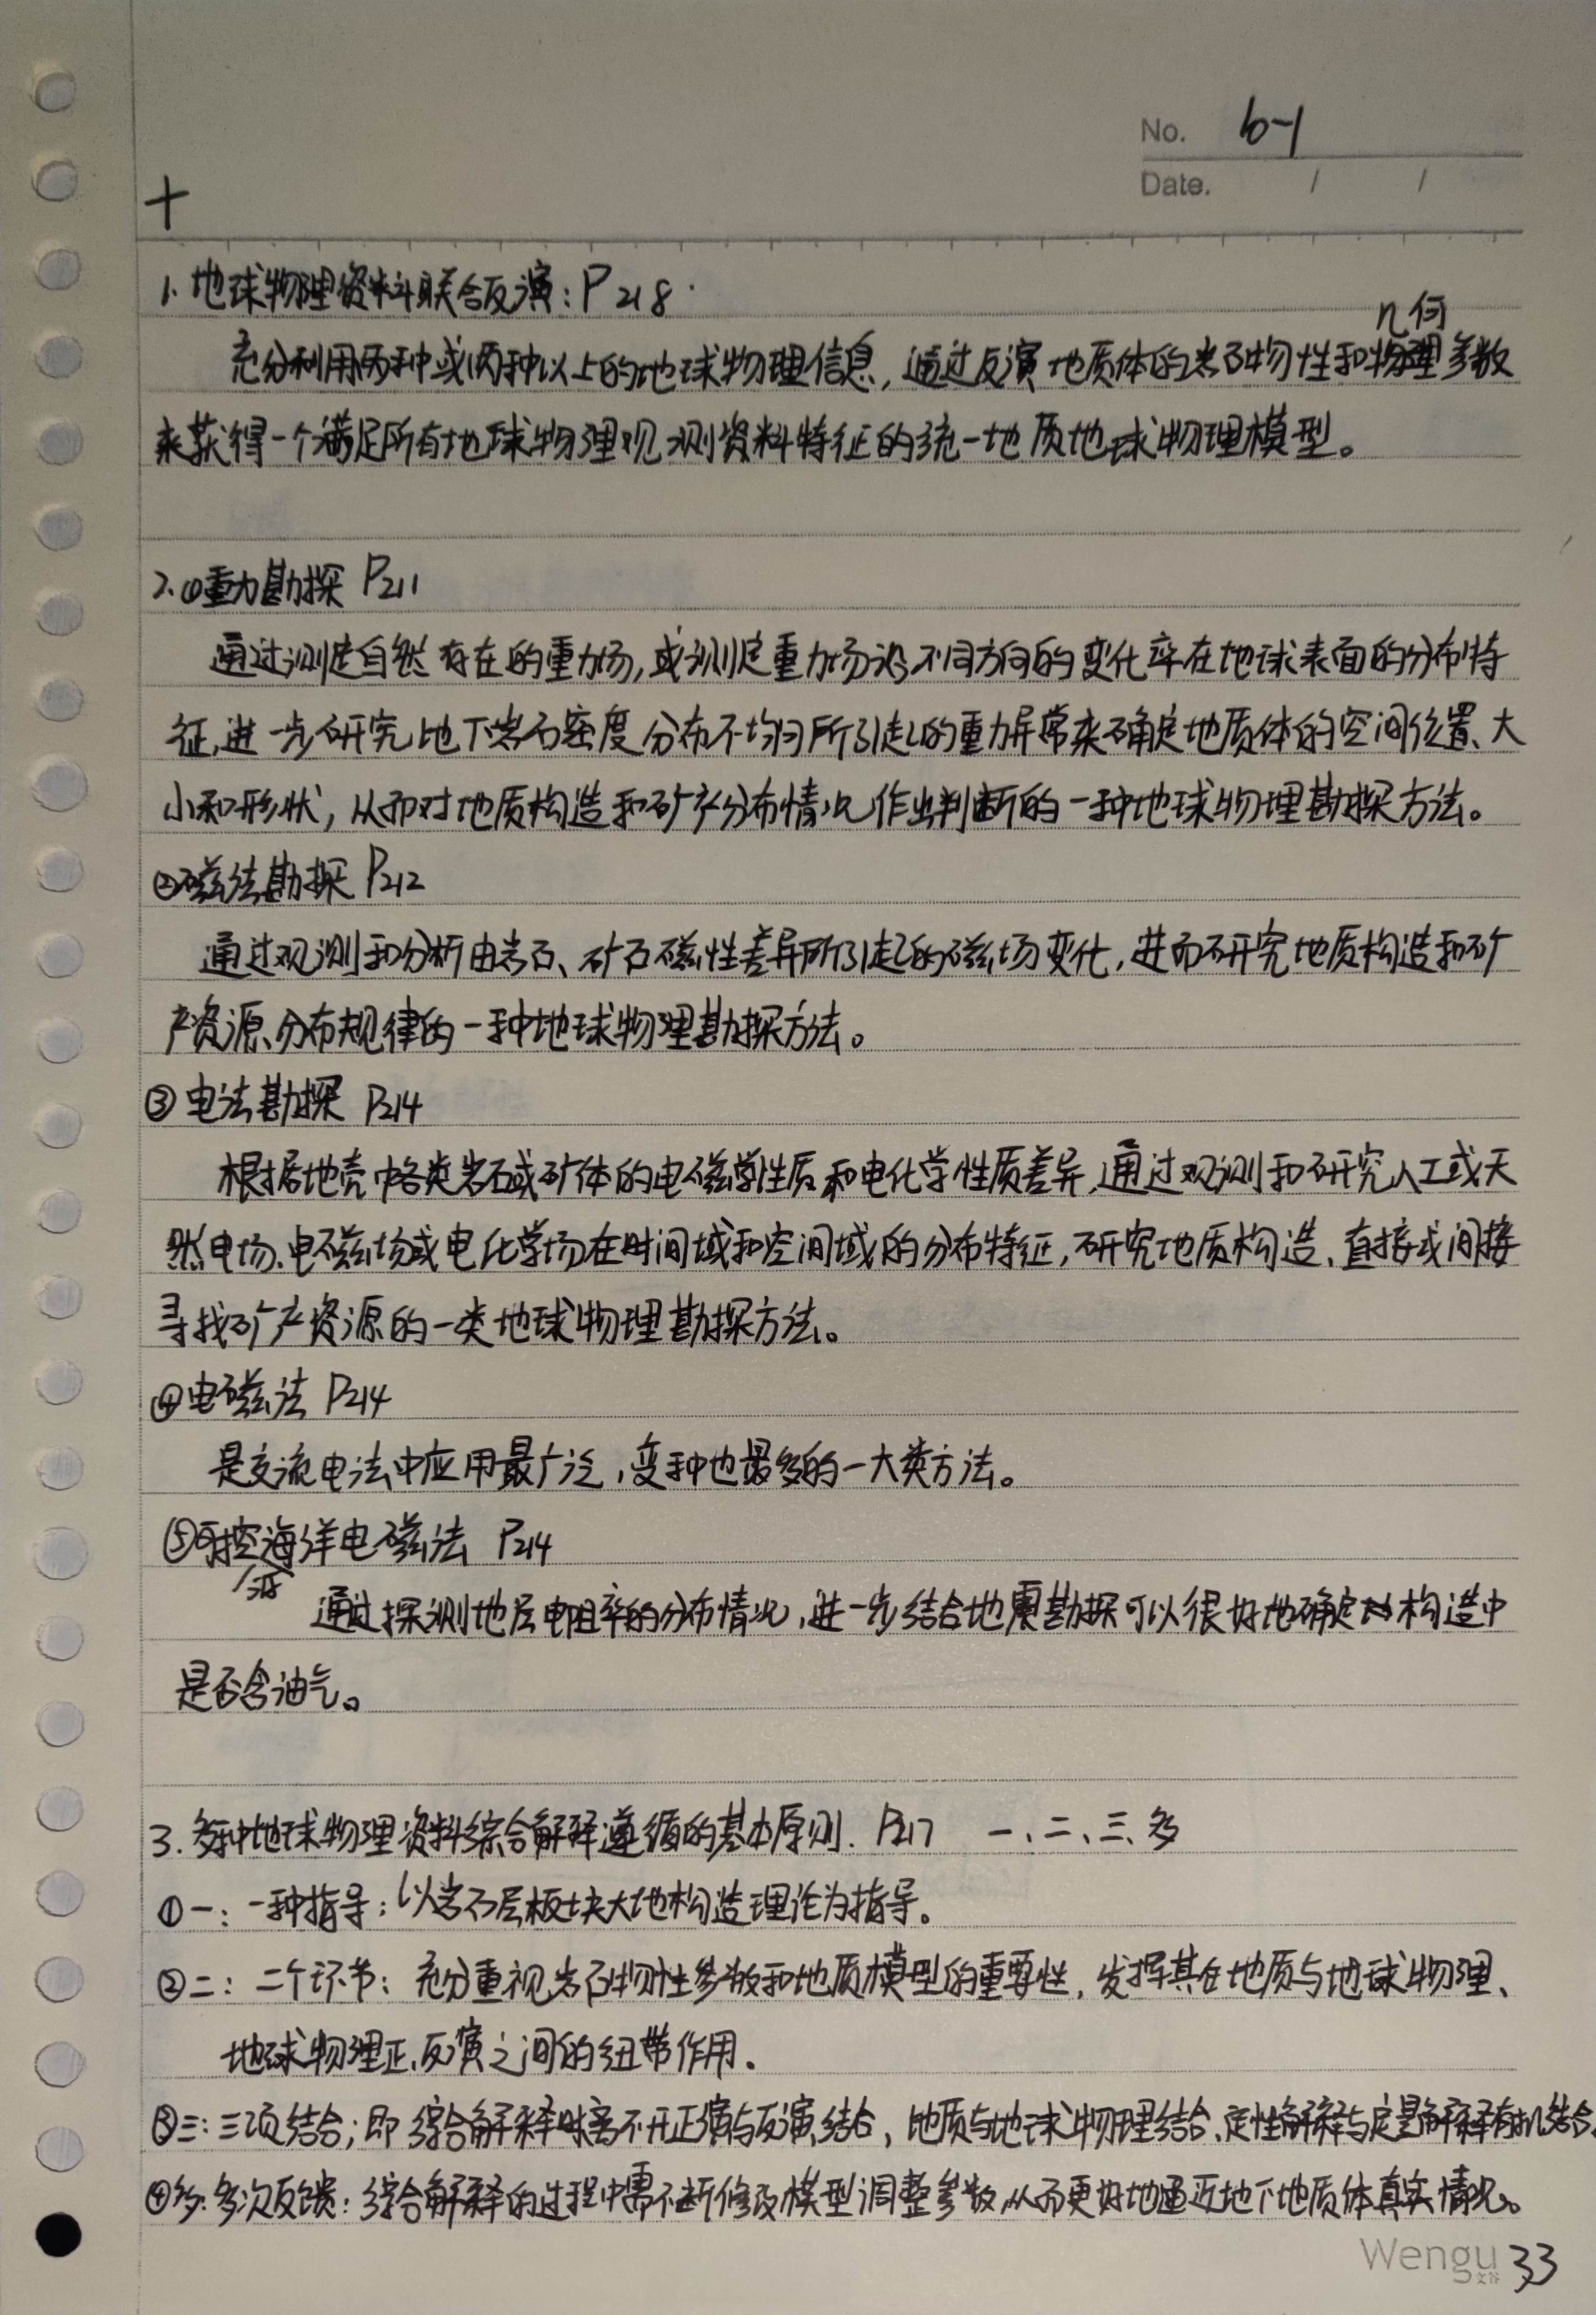 No. 10-1
Date. / /
十
1. 地球物理资料联合反演：P218.
几何
充分利用两种或两种以上的地球物理信息，通过反演地质体的岩石物性和物理参数
来获得一个满足所有地球物理观测资料特征的统一地质地球物理模型。
2.①重力勘探 P211
通过测定自然存在的重力场，或测定重力场沿不同方向的变化率在地球表面的分布特
征，进一步研究地下岩石密度分布不均匀所引起的重力异常来确定地质体的空间位置、大
小和形状，从而对地质构造和矿产分布情况作出判断的一种地球物理勘探方法。
②磁法勘探 P212
通过观测和分析由岩石、矿石磁性差异所引起的磁场变化，进而研究地质构造和矿
产资源分布规律的一种地球物理勘探方法。
③电法勘探 P214
根据地壳中各类岩石或矿体的电磁学性质和电化学性质差异，通过观测和研究人工或天
然电场、电磁场或电化学场在时间域和空间域的分布特征，研究地质构造、直接或间接
寻找矿产资源的一类地球物理勘探方法。
④电磁法 P214
是交流电法中应用最广泛，变种也最多的一大类方法。
⑤可控海洋电磁法 P214
源
通过探测地层电阻率的分布情况，进一步结合地震勘探可以很好地确定构造中
是否含油气。
3. 多种地球物理资料综合解释遵循的基本原则. P217 一、二、三、多
①一：一种指导：以岩石层板块大地构造理论为指导。
②二：二个环节：充分重视岩石物性参数和地质模型的重要性，发挥其在地质与地球物理、
地球物理正、反演之间的纽带作用.
③三：三项结合；即综合解释时离不开正演与反演结合，地质与地球物理结合、定性解释与定量解释有机结合.
④多：多次反馈：综合解释的过程中需不断修改模型调整参数，从而更好地逼近地下地质体真实情况。
Wengu 文谷 33